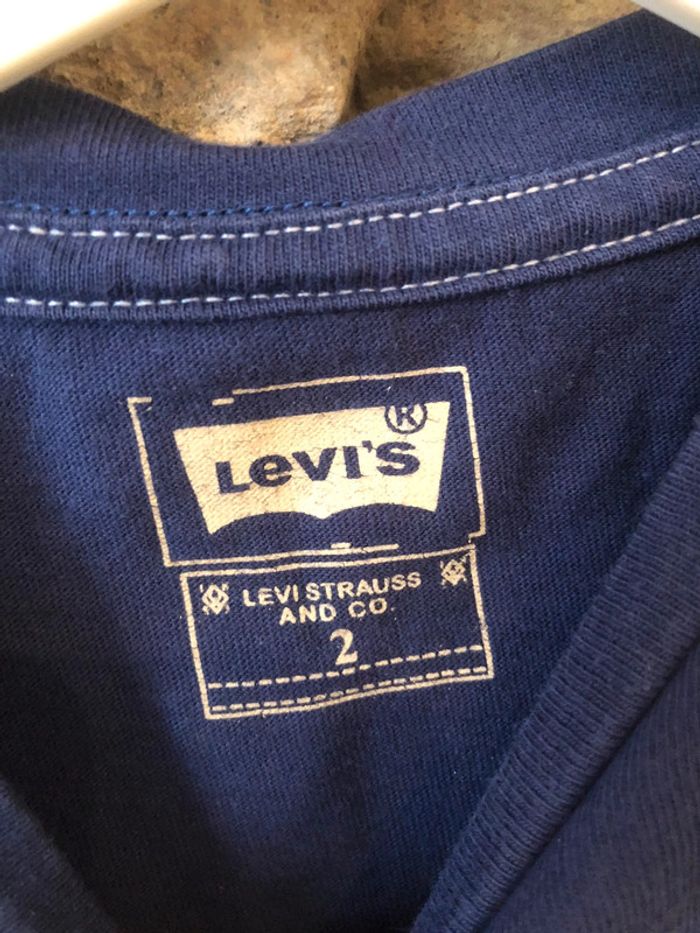 LEVI'S®
LEVI STRAUSS
AND CO.
2